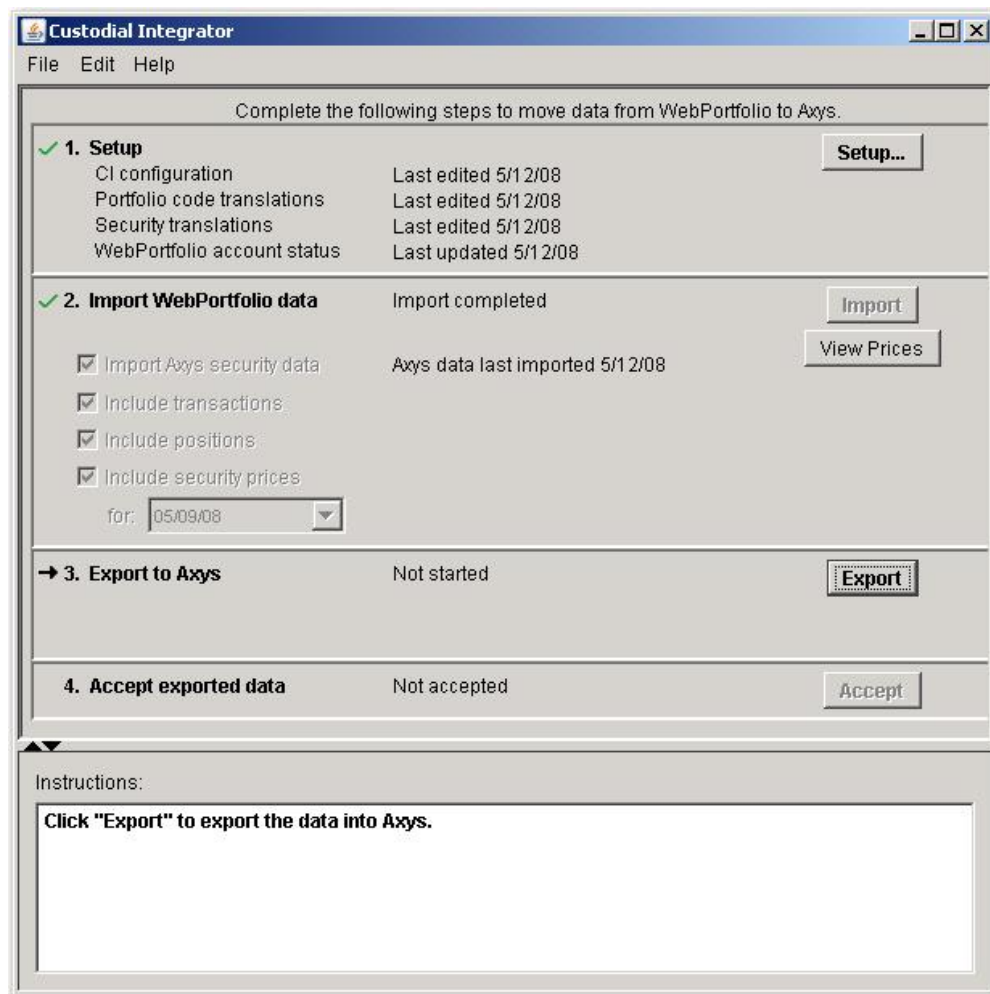 Custodial Integrator
File Edit Help
Complete the following steps to move data from WebPortfolio to Axys.
1. Setup
Setup...
CI configuration Last edited 5/12/08
Portfolio code translations Last edited 5/12/08
Security translations Last edited 5/12/08
WebPortfolio account status Last updated 5/12/08
2. Import WebPortfolio data Import completed Import
View Prices
Import Axys security data Axys data last imported 5/12/08
Include transactions
Include positions
Include security prices
for: 05/09/08
3. Export to Axys Not started Export
4. Accept exported data Not accepted Accept
Instructions:
Click "Export" to export the data into Axys.